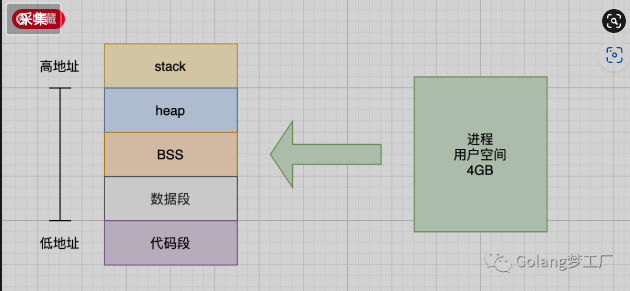 采集
高地址
stack
heap
BSS
数据段
低地址
代码段
进程
用户空间
4GB
Golang梦工厂